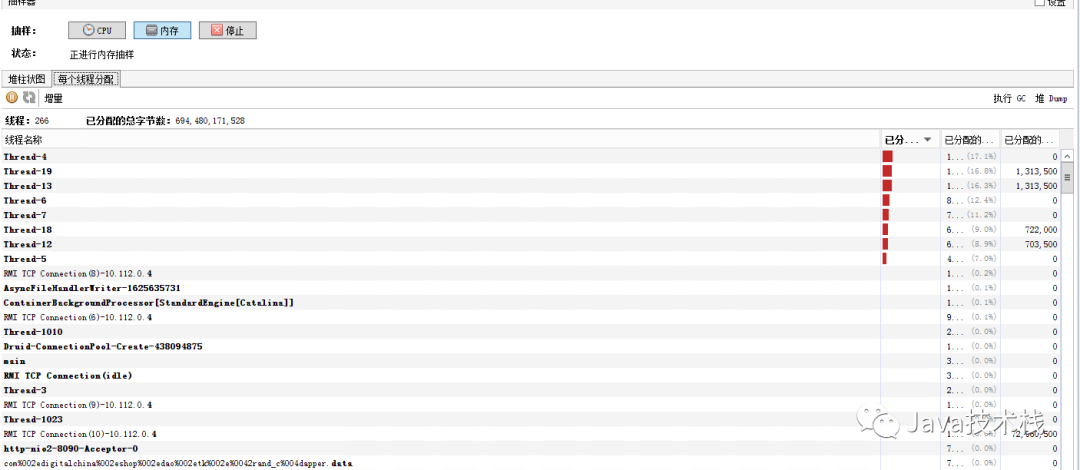 抽样器 设置
抽样： CPU 内存 停止
状态： 正进行内存抽样
堆柱状图 每个线程分配
增量 执行 GC 堆 Dump
线程：266 已分配的总字节数：694,480,171,528
线程名称 已分... 已分配的... 已分配的...
Thread-4 1... (17.1%) 0
Thread-19 1... (16.8%) 1,313,500
Thread-13 1... (16.3%) 1,313,500
Thread-6 8... (12.4%) 0
Thread-7 7... (11.2%) 0
Thread-18 6... (9.0%) 722,000
Thread-12 6... (8.9%) 703,500
Thread-5 4... (7.0%) 0
RMI TCP Connection(8)-10.112.0.4 1... (0.2%) 0
AsyncFileHandlerWriter-1625635731 1... (0.1%) 0
ContainerBackgroundProcessor[StandardEngine[Catalina]] 1... (0.1%) 0
RMI TCP Connection(6)-10.112.0.4 9... (0.1%) 0
Thread-1010 2... (0.0%) 0
Druid-ConnectionPool-Create-438094875 1... (0.0%) 0
main 3... (0.0%) 0
RMI TCP Connection(idle) 3... (0.0%) 0
Thread-3 2... (0.0%) 0
RMI TCP Connection(9)-10.112.0.4 1... (0.0%) 0
Thread-1023 (0.0%) 0
RMI TCP Connection(10)-10.112.0.4 1... (0.0%)
http-nio2-8090-Acceptor-0 7... (0.0%) 0
com%002edigitalchina%002eshop%002edao%002etkd%002e%0042rand_c%004dapper.data 7... (0.0%) 0
Java技术栈